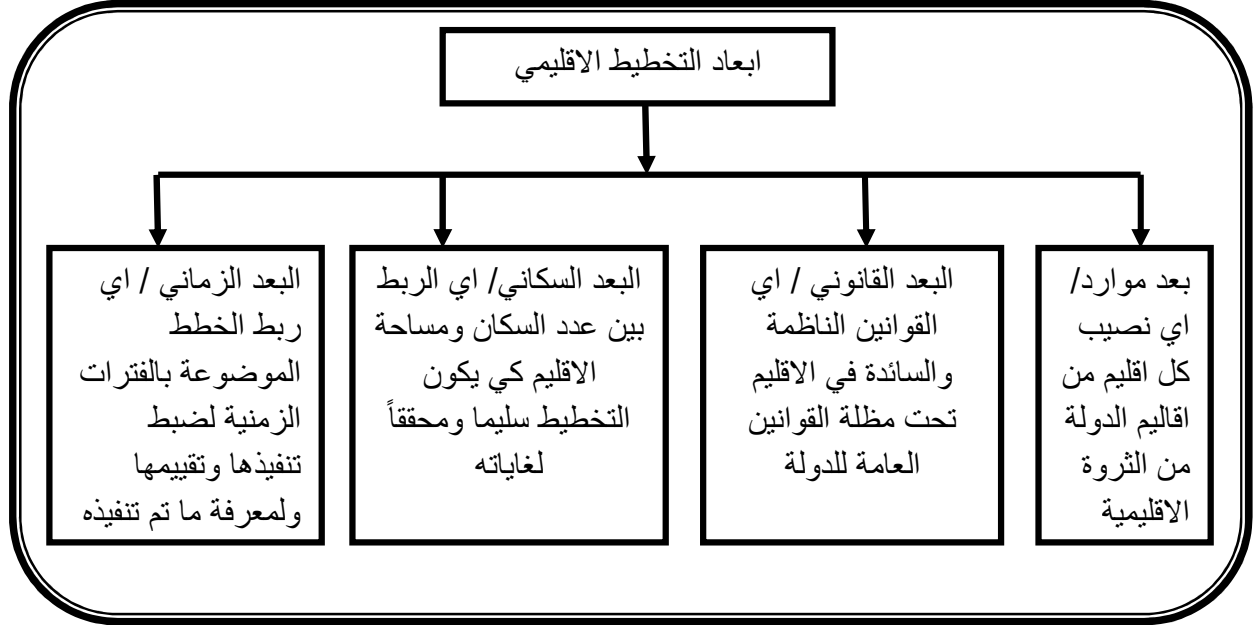 ابعاد التخطيط الاقليمي
بعد موارد/
اي نصيب
كل اقليم من
اقاليم الدولة
من الثروة
الاقليمية
البعد القانوني / اي
القوانين الناظمة
والسائدة في الاقليم
تحت مظلة القوانين
العامة للدولة
البعد السكاني/ اي الربط
بين عدد السكان ومساحة
الاقليم كي يكون
التخطيط سليما ومحققاً
لغاياته
البعد الزماني / اي
ربط الخطط
الموضوعة بالفترات
الزمنية لضبط
تنفيذها وتقييمها
ولمعرفة ما تم تنفيذه